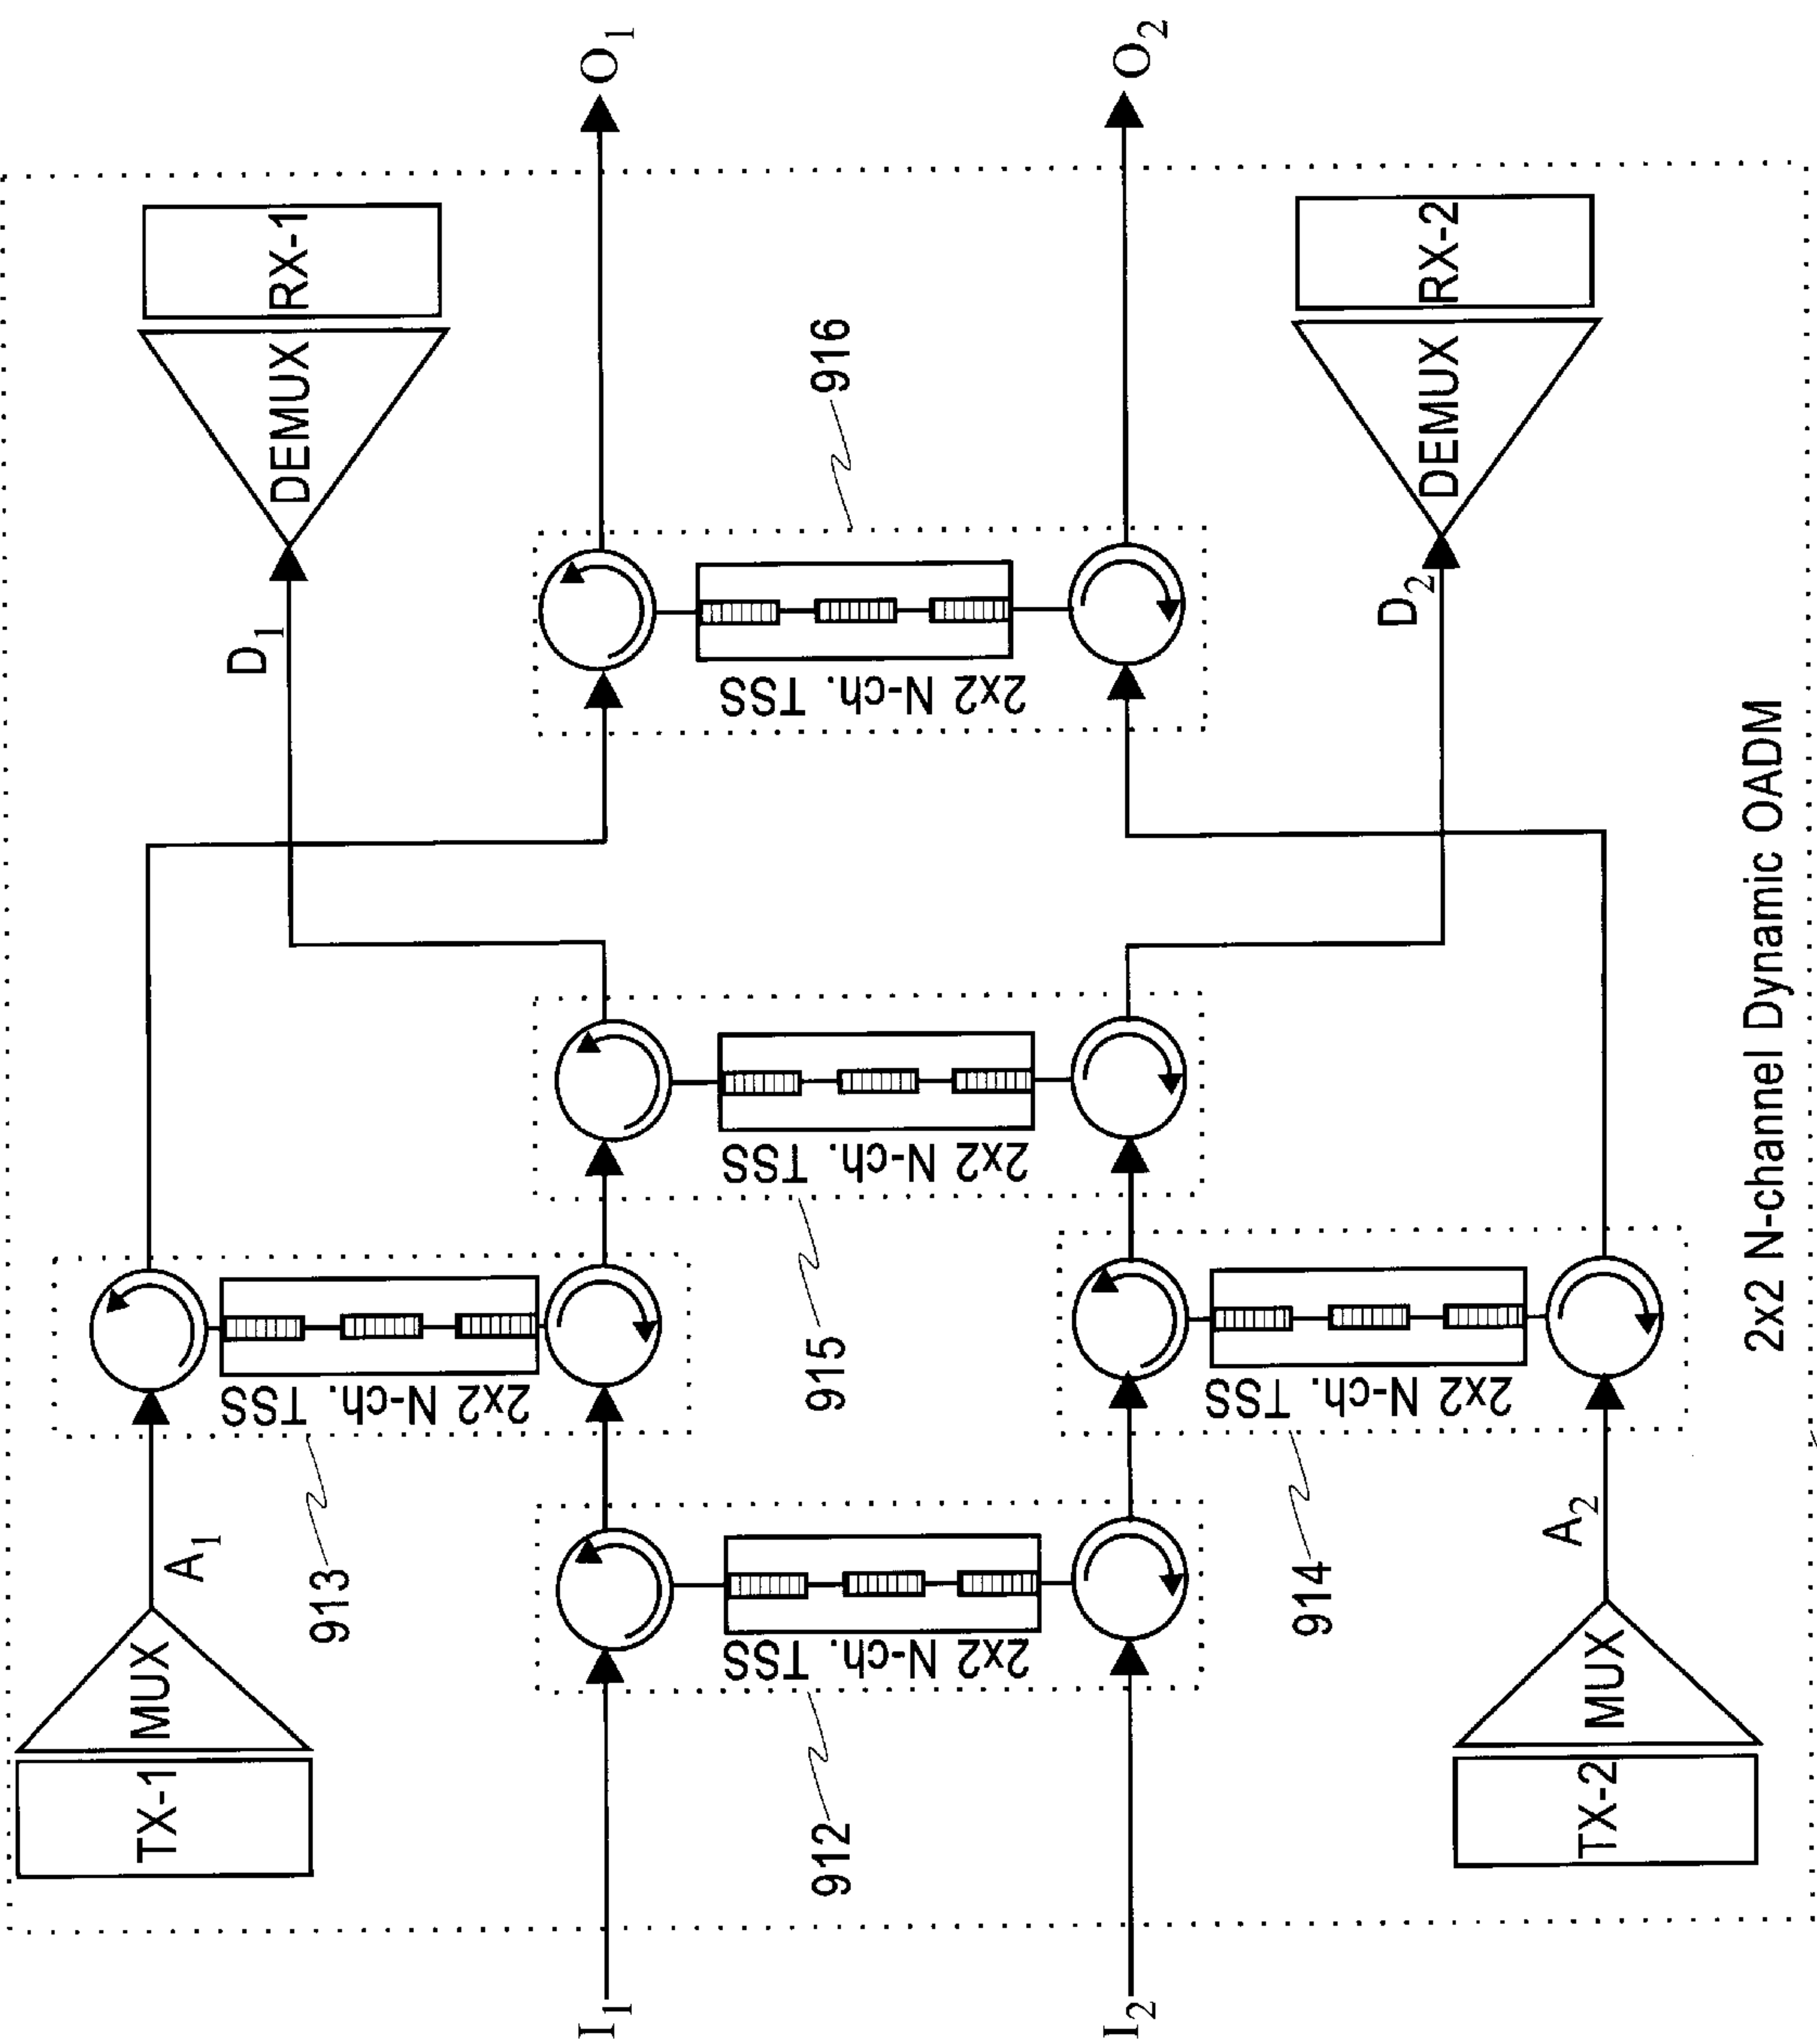 TX-1
MUX
A1
913
2x2 N-ch. TSS
DEMUX
RX-1
D1
I1
O1
912
2x2 N-ch. TSS
915
2x2 N-ch. TSS
916
2x2 N-ch. TSS
I2
O2
914
2x2 N-ch. TSS
TX-2
MUX
A2
DEMUX
RX-2
D2
2x2 N-channel Dynamic OADM